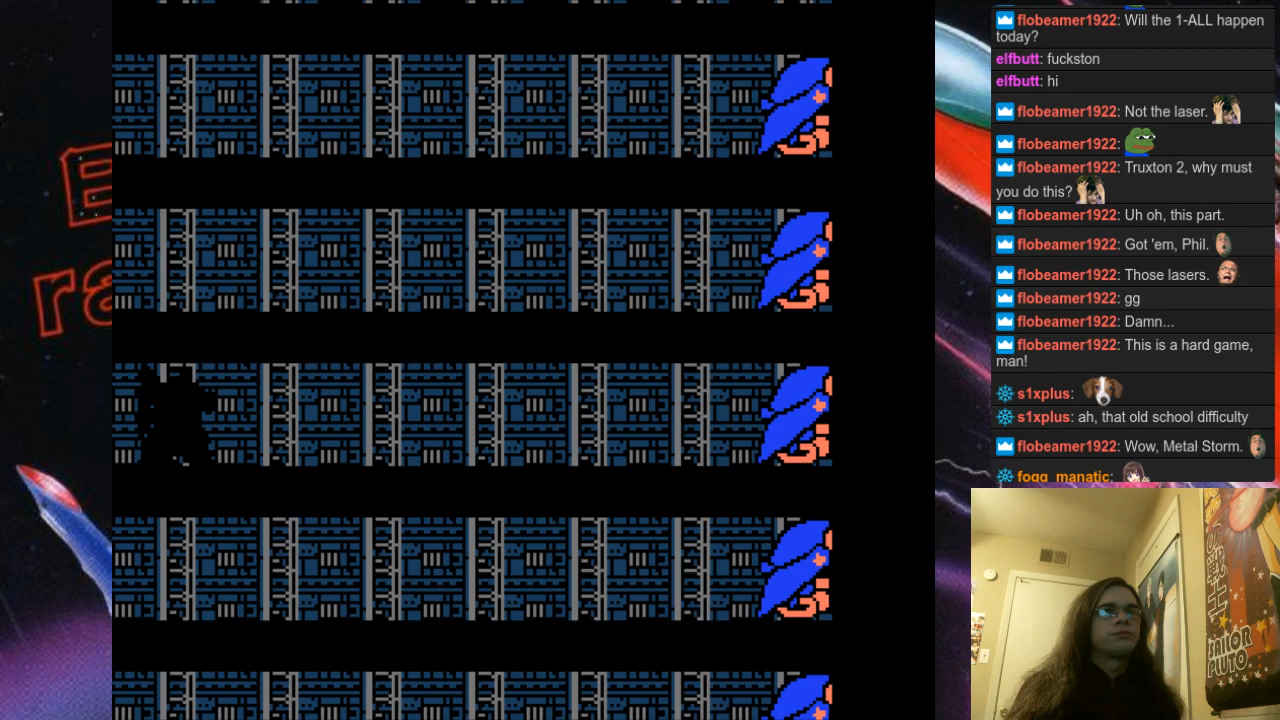 flobeamer1922: Will the 1-ALL happen
today?
elfbutt: fuckston
elfbutt: hi
flobeamer1922: Not the laser.
flobeamer1922:
flobeamer1922: Truxton 2, why must
you do this?
flobeamer1922: Uh oh, this part.
flobeamer1922: Got 'em, Phil.
flobeamer1922: Those lasers.
flobeamer1922: gg
flobeamer1922: Damn...
flobeamer1922: This is a hard game,
man!
s1xplus:
s1xplus: ah, that old school difficulty
flobeamer1922: Wow, Metal Storm.
fogg_manatic:
SAILOR
PLUTO